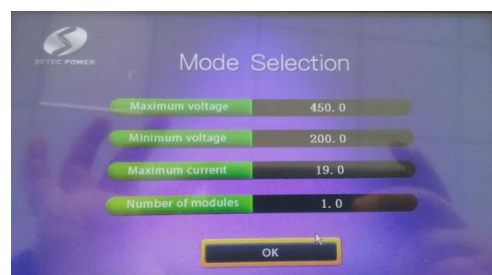 SETEC POWER
Mode Selection
Maximum voltage 450.0
Minimum voltage 200.0
Maximum current 19.0
Number of modules 1.0
OK